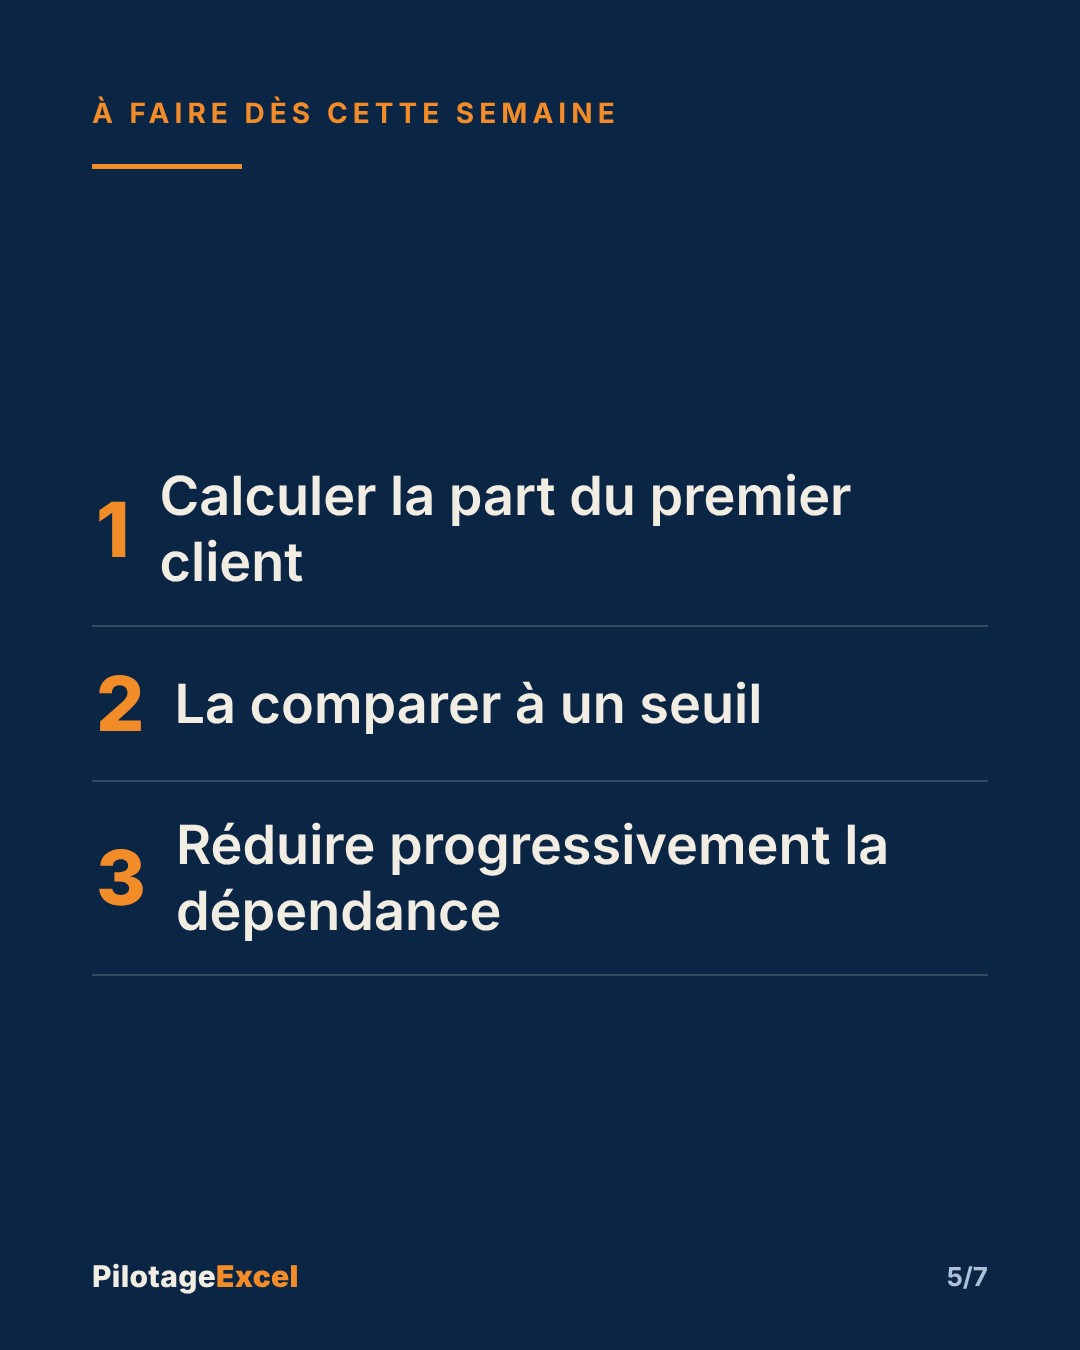 À FAIRE DÈS CETTE SEMAINE
1 Calculer la part du premier
client
2 La comparer à un seuil
3 Réduire progressivement la
dépendance
PilotageExcel
5/7